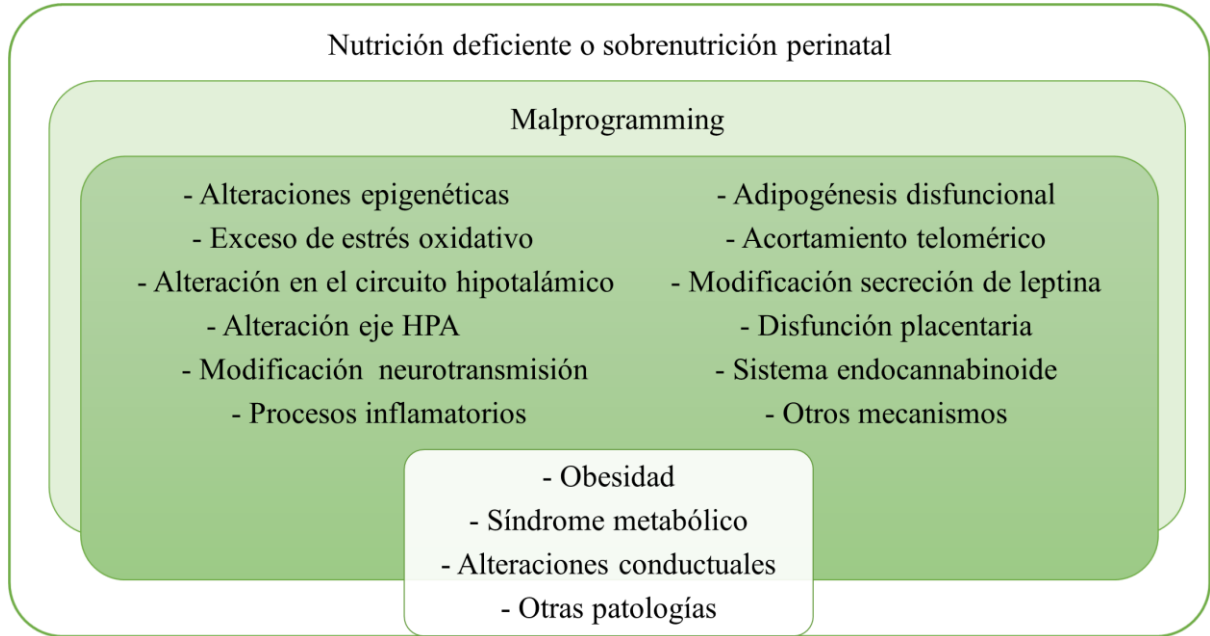 Nutrición deficiente o sobrenutrición perinatal
Malprogramming
- Alteraciones epigenéticas
- Exceso de estrés oxidativo
- Alteración en el circuito hipotalámico
- Alteración eje HPA
- Modificación neurotransmisión
- Procesos inflamatorios
- Adipogénesis disfuncional
- Acortamiento telomérico
- Modificación secreción de leptina
- Disfunción placentaria
- Sistema endocannabinoide
- Otros mecanismos
- Obesidad
- Síndrome metabólico
- Alteraciones conductuales
- Otras patologías